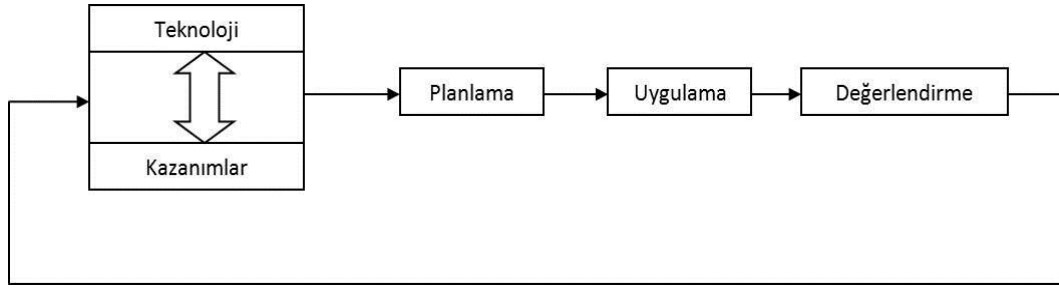 Teknoloji
Kazanımlar
Planlama
Uygulama
Değerlendirme